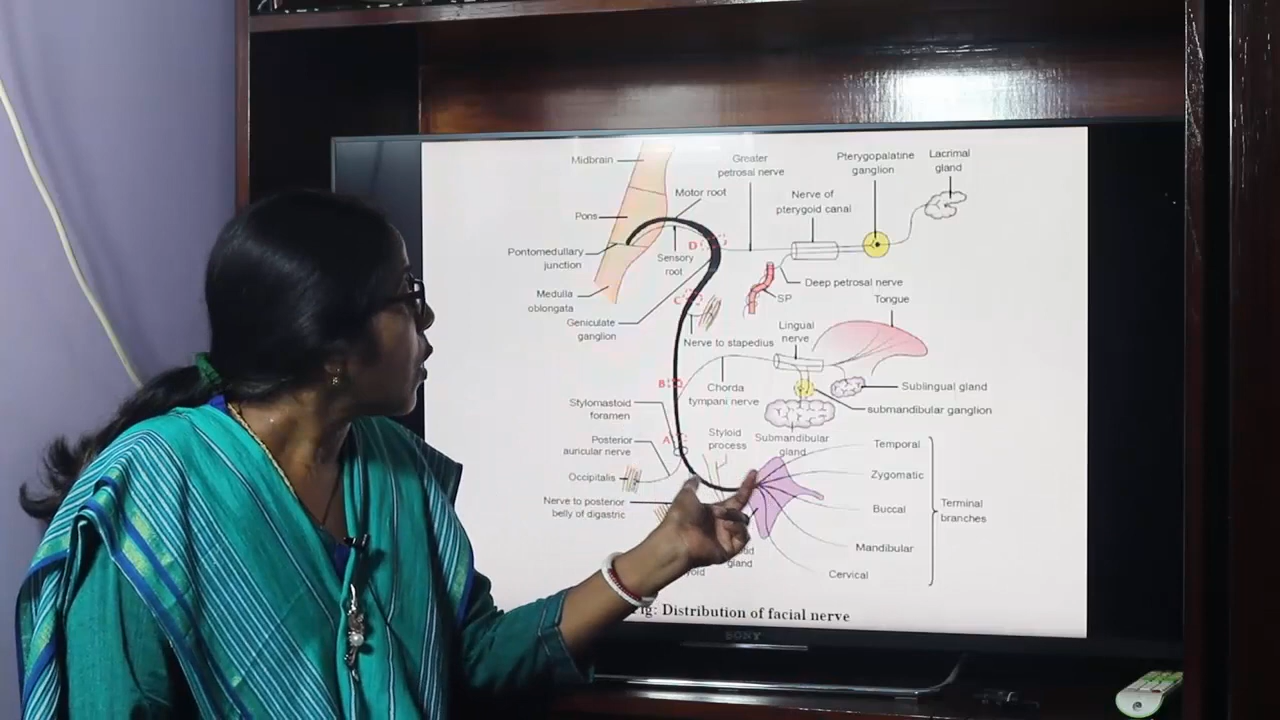 Midbrain
Greater
petrosal nerve
Pterygopalatine
ganglion
Lacrimal
gland
Motor root
Nerve of
pterygoid canal
Pons
Pontomedullary
junction
D
Sensory
root
Medulla
oblongata
Deep petrosal nerve
C
SP
Tongue
Geniculate
ganglion
Nerve to stapedius
Lingual
nerve
B
Chorda
tympani nerve
Sublingual gland
submandibular ganglion
Stylomastoid
foramen
A
Posterior
auricular nerve
Styloid
process
Submandibular
gland
Temporal
Occipitalis
Zygomatic
Nerve to posterior
belly of digastric
Buccal
Terminal
branches
Mandibular
gland
Cervical
Fig: Distribution of facial nerve
SONY